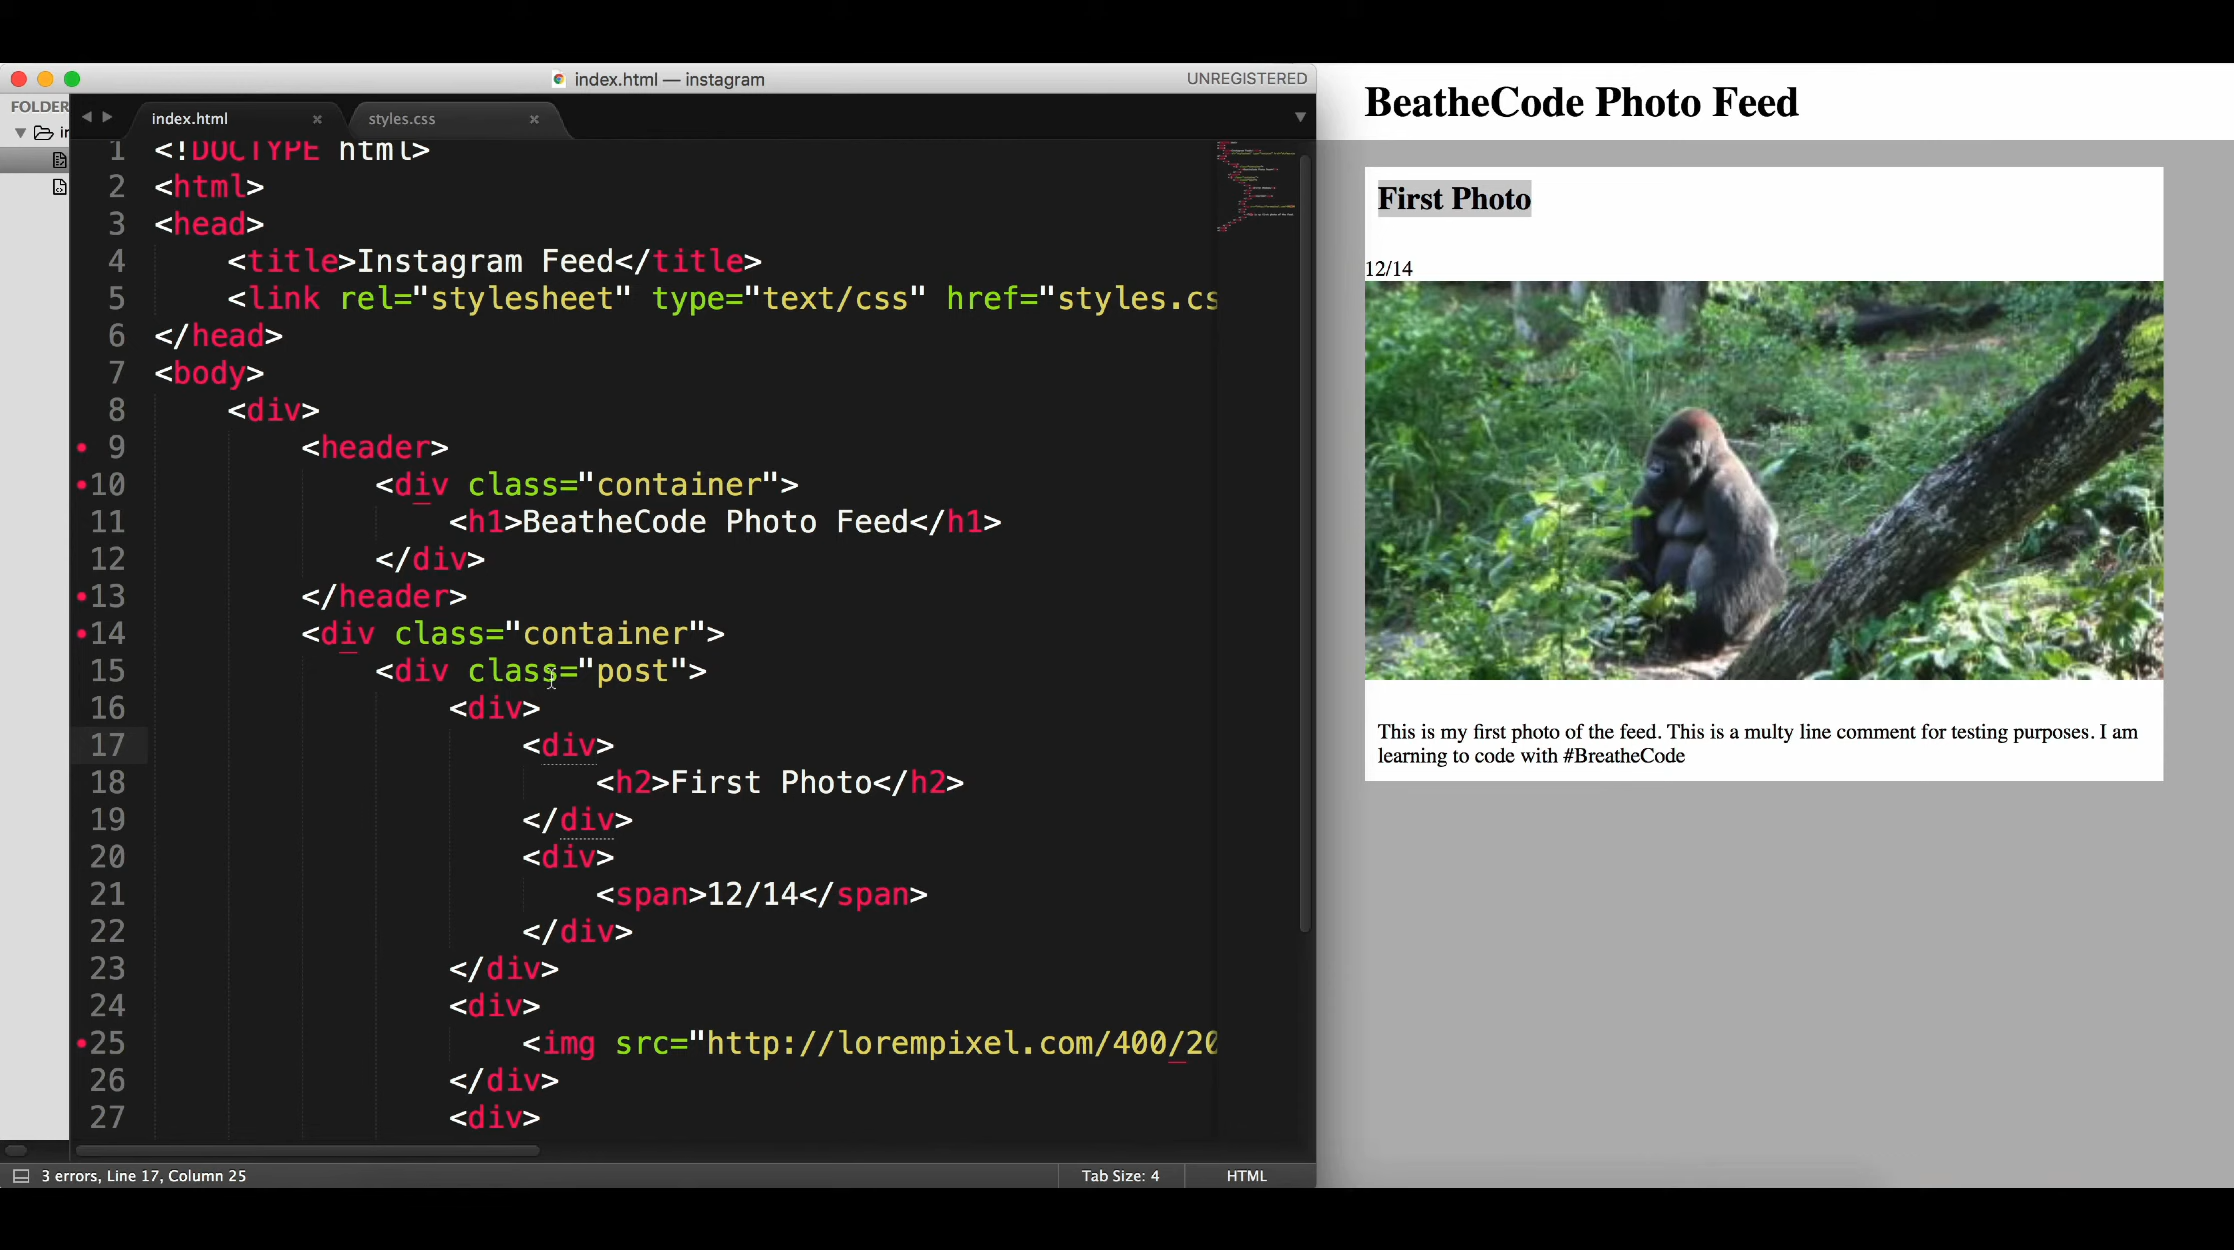 index.html — instagram
UNREGISTERED
FOLDER
index.html
styles.css
1 <!DOCTYPE html>
2 <html>
3 <head>
4 <title>Instagram Feed</title>
5 <link rel="stylesheet" type="text/css" href="styles.cs
6 </head>
7 <body>
8 <div>
9 <header>
10 <div class="container">
11 <h1>BeatheCode Photo Feed</h1>
12 </div>
13 </header>
14 <div class="container">
15 <div class="post">
16 <div>
17 <div>
18 <h2>First Photo</h2>
19 </div>
20 <div>
21 <span>12/14</span>
22 </div>
23 </div>
24 <div>
25 <img src="http://lorempixel.com/400/20
26 </div>
27 <div>
3 errors, Line 17, Column 25
Tab Size: 4
HTML
BeatheCode Photo Feed
First Photo
12/14
This is my first photo of the feed. This is a multy line comment for testing purposes. I am
learning to code with #BreatheCode